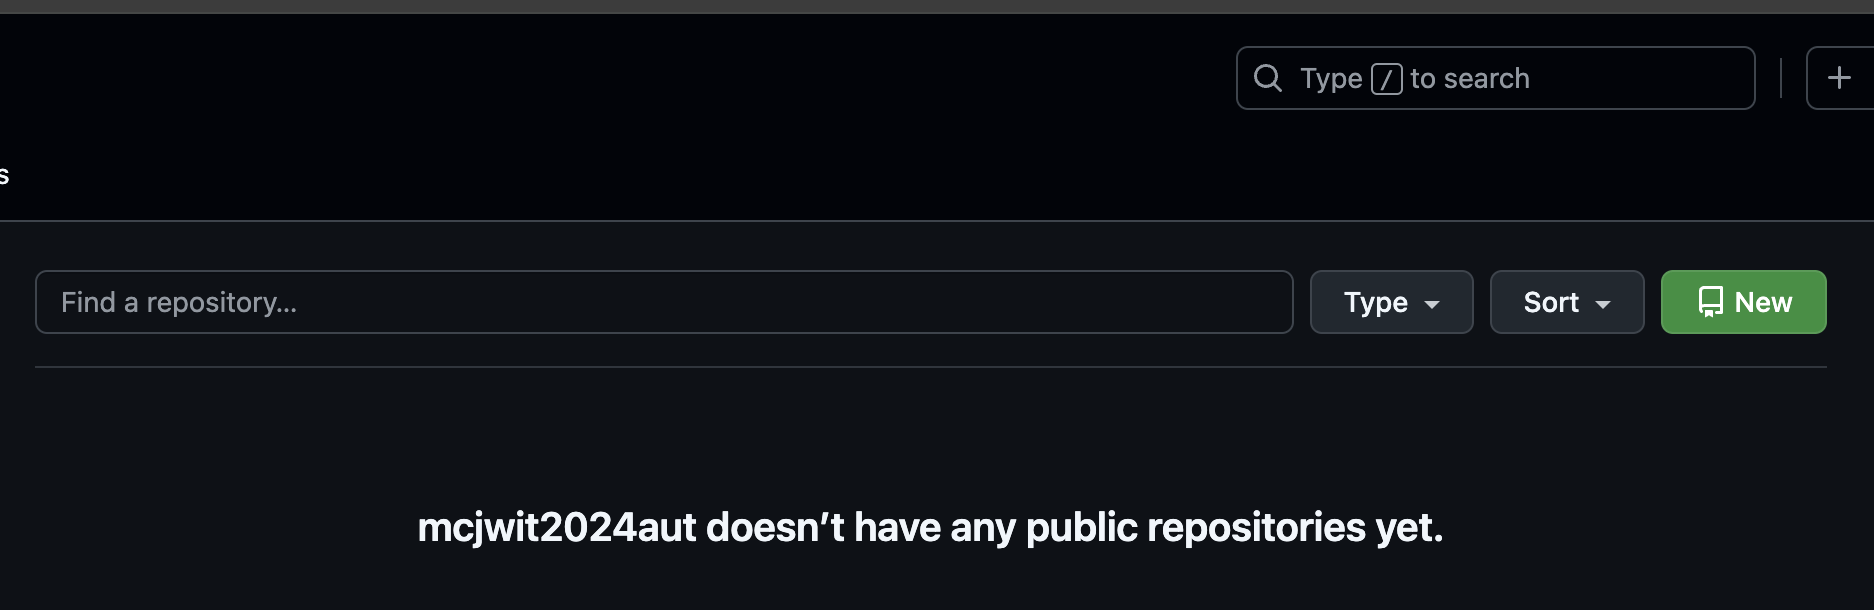 Type / to search
s
Find a repository...
Type
Sort
New
mcjwit2024aut doesn’t have any public repositories yet.